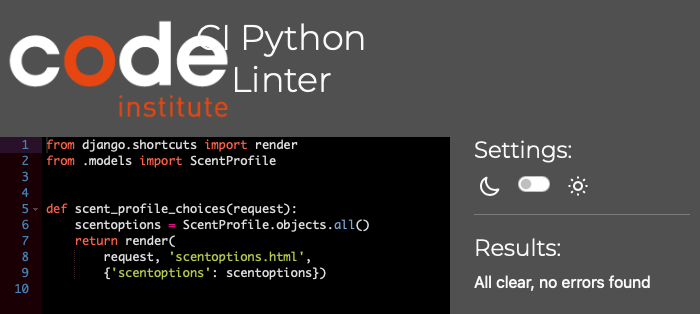 code
institute
CI Python
Linter
1 from django.shortcuts import render
2 from .models import ScentProfile
3
4
5 def scent_profile_choices(request):
6     scentoptions = ScentProfile.objects.all()
7     return render(
8         request, 'scentoptions.html',
9         {'scentoptions': scentoptions})
10
Settings:
Results:
All clear, no errors found